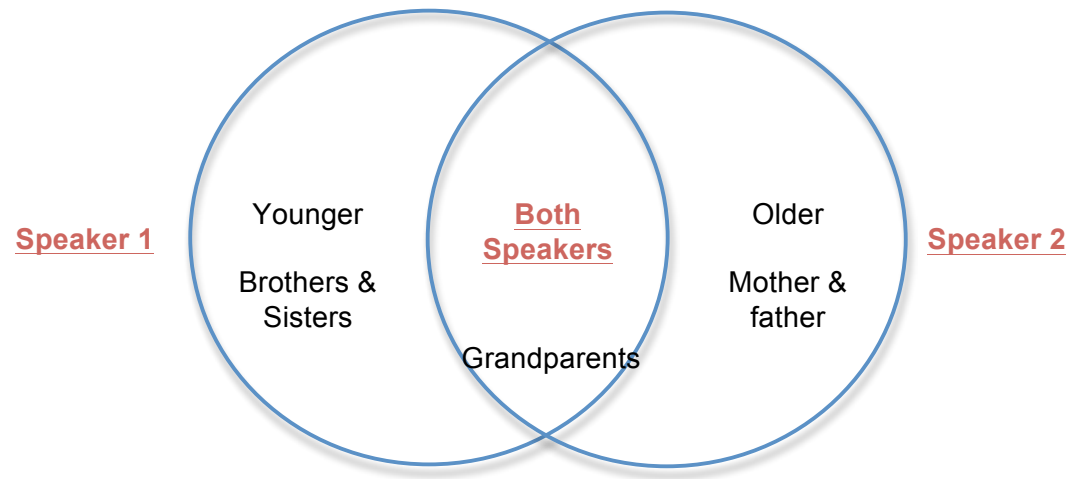 Speaker 1
Younger
Brothers &
Sisters
Both
Speakers
Grandparents
Older
Mother &
father
Speaker 2